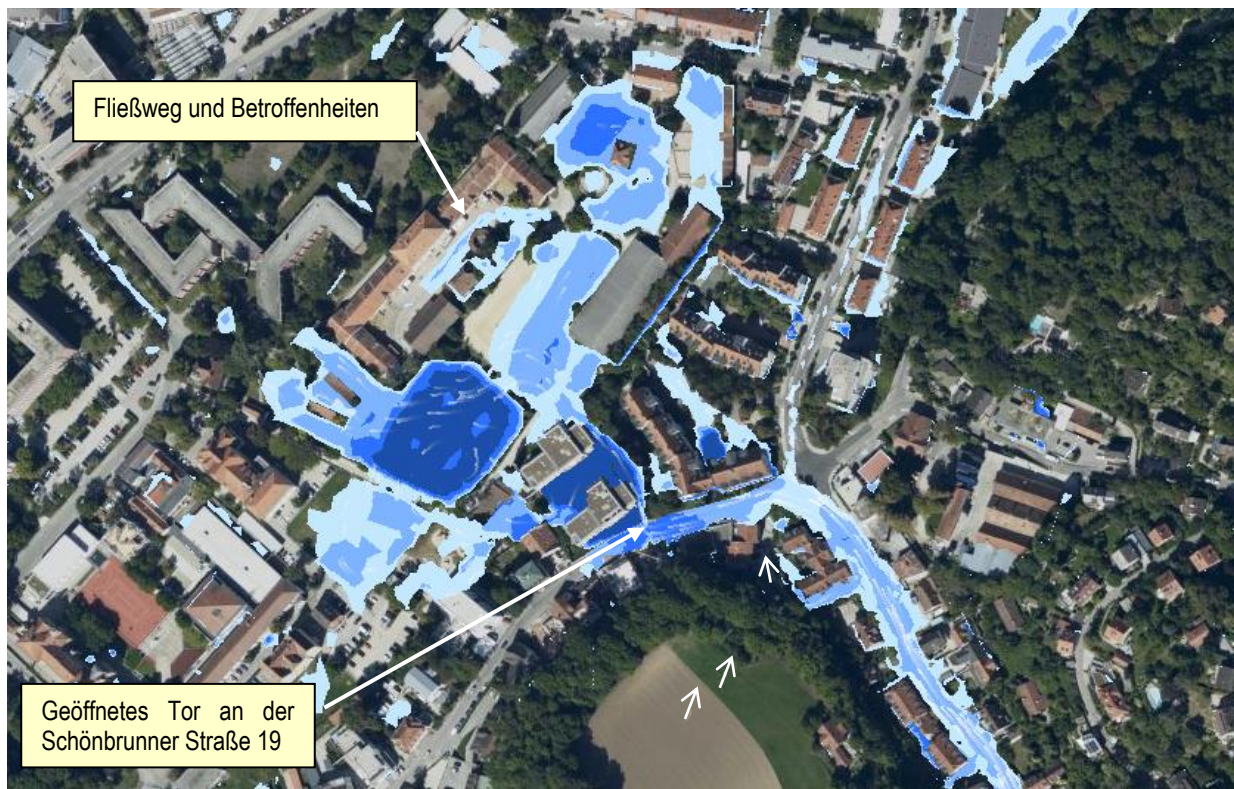 Fließweg und Betroffenheiten
Geöffnetes Tor an der
Schönbrunner Straße 19